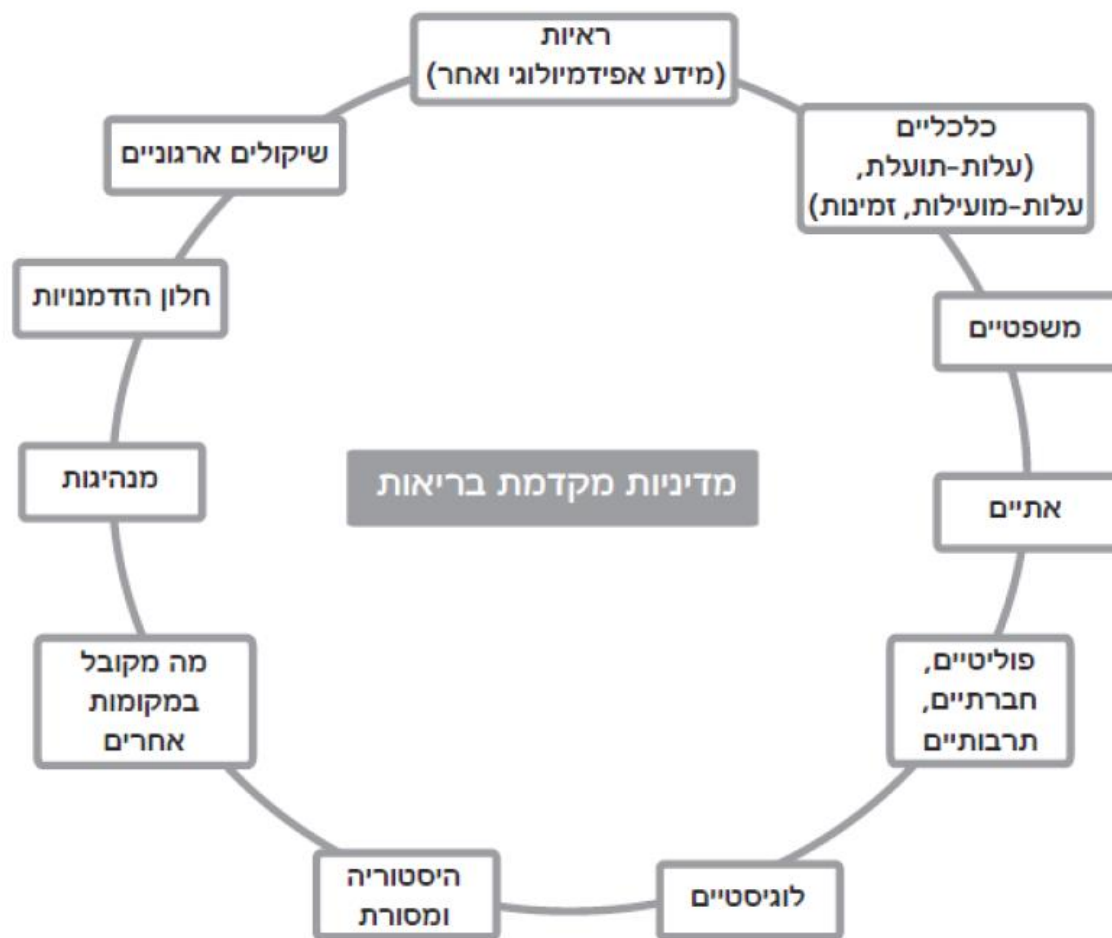 ראיות
(מידע אפידמיולוגי ואחר)
כלכליים
(עלות-תועלת,
עלות-מועילות, זמינות)
משפטיים
אתיים
פוליטיים,
חברתיים,
תרבותיים
לוגיסטיים
היסטוריה
ומסורת
מה מקובל
במקומות
אחרים
מנהיגות
חלון הזדמנויות
שיקולים ארגוניים
מדיניות מקדמת בריאות